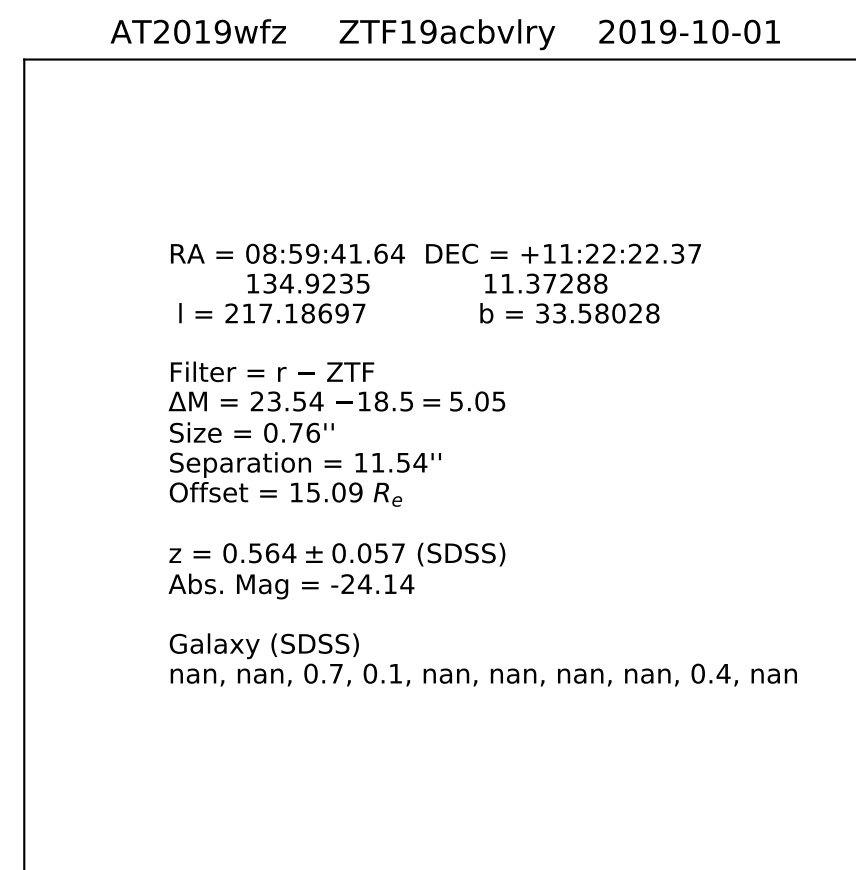 AT2019wfz ZTF19acbvlry 2019-10-01
RA = 08:59:41.64 DEC = +11:22:22.37
134.9235 11.37288
l = 217.18697 b = 33.58028
Filter = r − ZTF
ΔM = 23.54 −18.5 = 5.05
Size = 0.76''
Separation = 11.54''
Offset = 15.09 Rₑ
z = 0.564 ± 0.057 (SDSS)
Abs. Mag = -24.14
Galaxy (SDSS)
nan, nan, 0.7, 0.1, nan, nan, nan, nan, 0.4, nan